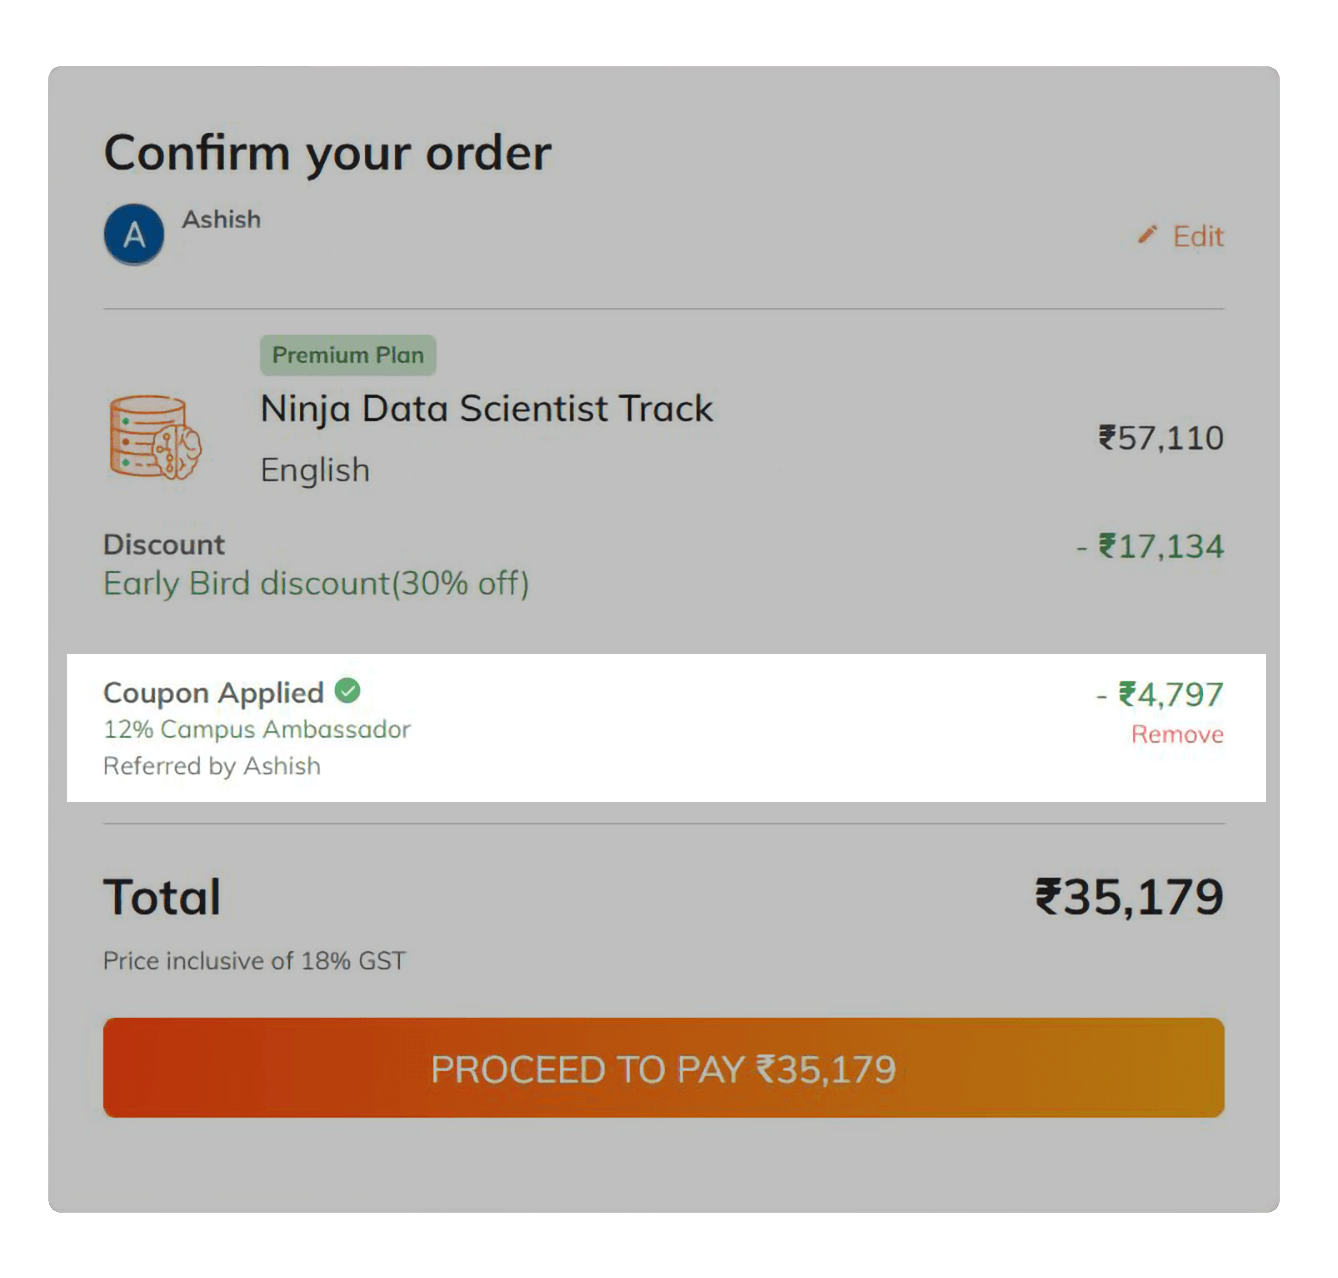 Confirm your order
A
Ashish
Edit
Premium Plan
Ninja Data Scientist Track
English
₹57,110
Discount
- ₹17,134
Early Bird discount(30% off)
Coupon Applied
- ₹4,797
12% Campus Ambassador
Remove
Referred by Ashish
Total
₹35,179
Price inclusive of 18% GST
PROCEED TO PAY ₹35,179